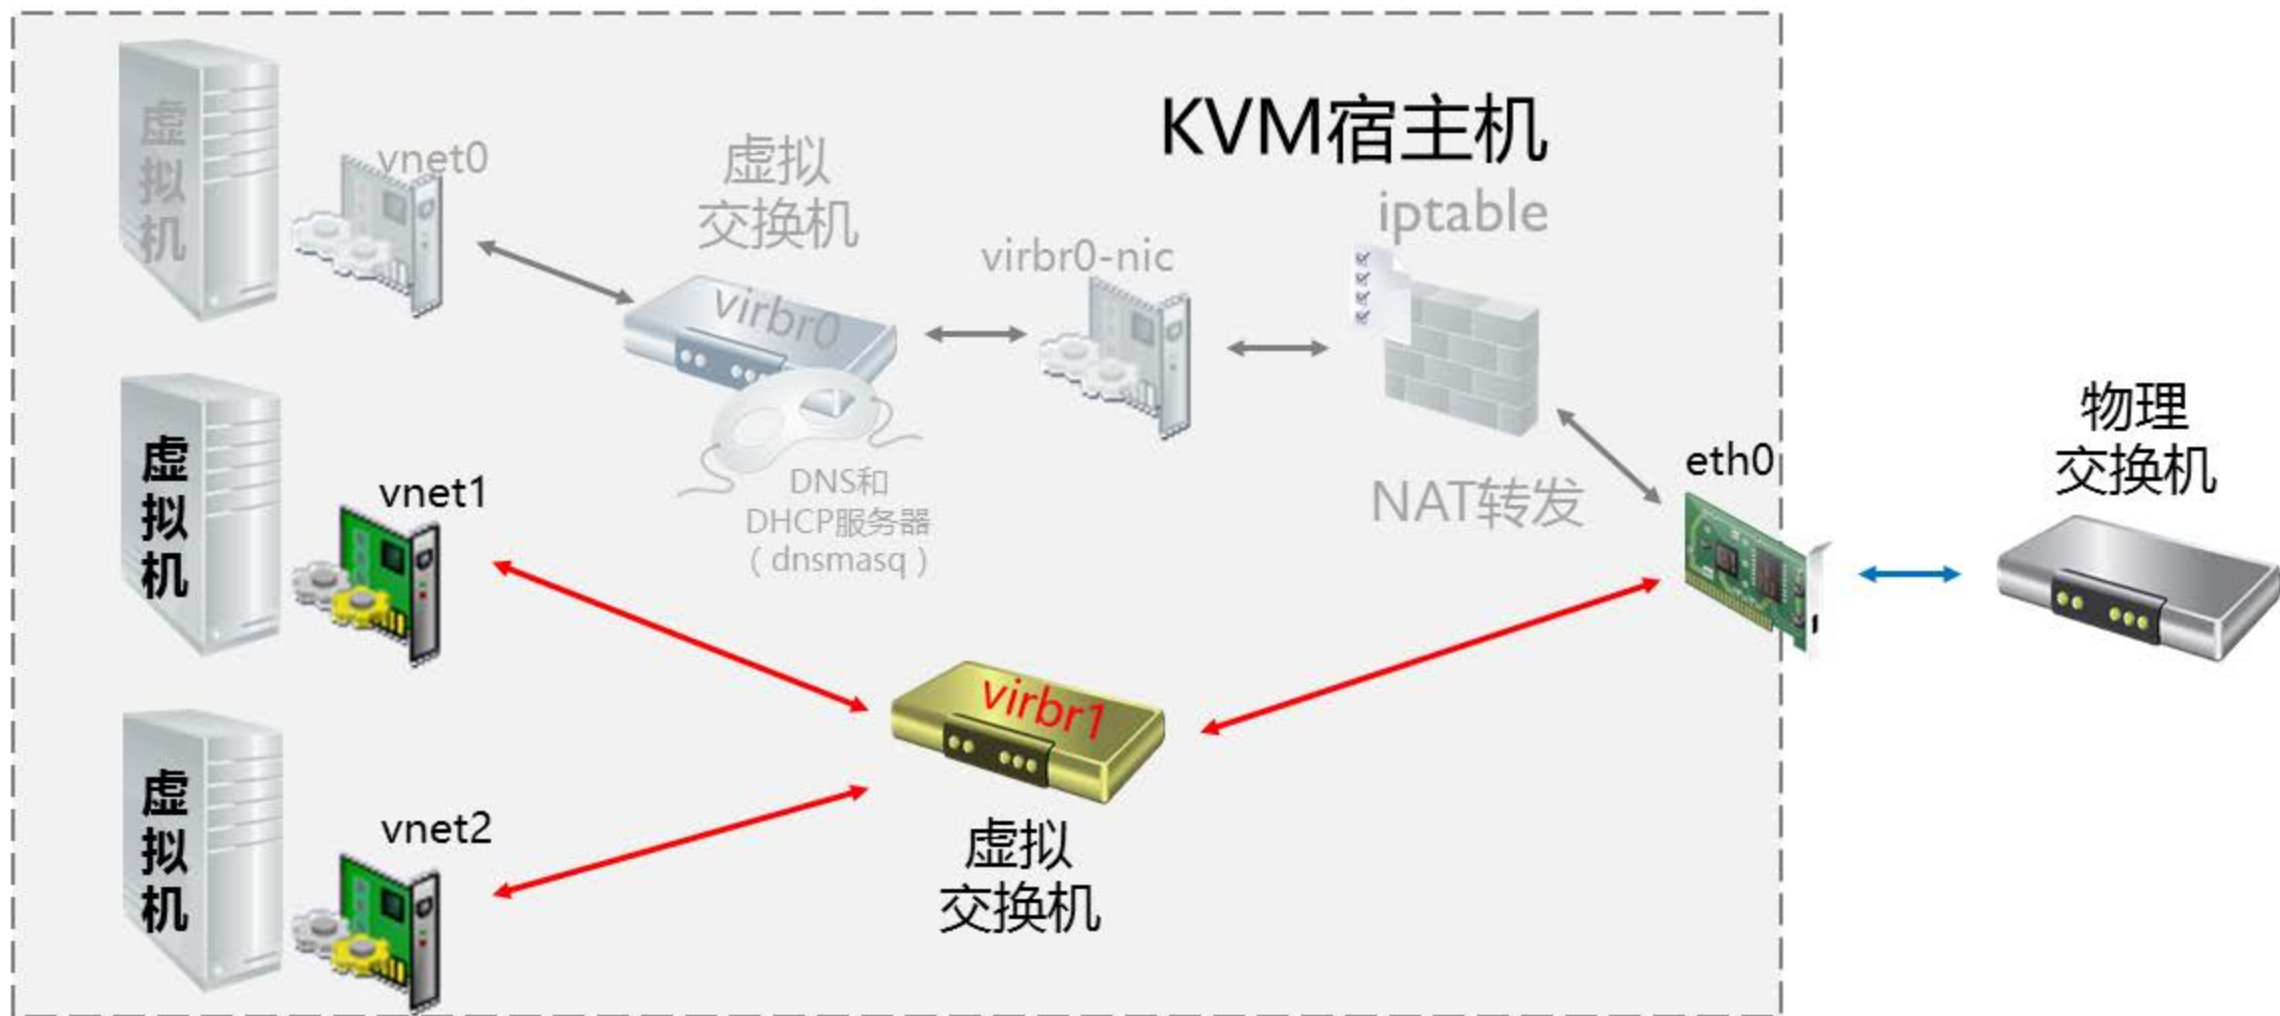 KVM宿主机
虚
拟
机
vnet0
虚拟
交换机
virbr0
virbr0-nic
iptable
DNS和
DHCP服务器
（dnsmasq）
NAT转发
eth0
物理
交换机
虚
拟
机
vnet1
virbr1
虚拟
交换机
虚
拟
机
vnet2